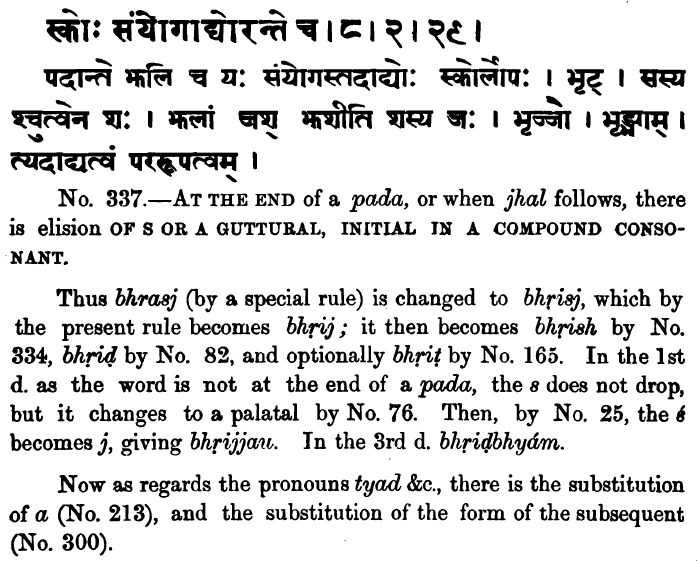 स्कोः संयोगाद्योरन्ते च । ८ । २ । २९ ।
पदान्ते झलि च यः संयोगस्तदाद्योः स्कोर्लोपः । भृट् । सस्य
श्चुत्वेन शः । झलां जश् झशीति शस्य जः । भृज्जौ । भृड्भ्याम् ।
त्यदाद्यत्वं पररूपत्वम् ।
No. 337.—AT THE END of a pada, or when jhal follows, there
is elision OF S OR A GUTTURAL, INITIAL IN A COMPOUND CONSO-
NANT.
Thus bhrasj (by a special rule) is changed to bhṛisj, which by
the present rule becomes bhṛij; it then becomes bhṛish by No.
334, bhṛiḍ by No. 82, and optionally bhṛiṭ by No. 165. In the 1st
d. as the word is not at the end of a pada, the s does not drop,
but it changes to a palatal by No. 76. Then, by No. 25, the ś
becomes j, giving bhṛijjau. In the 3rd d. bhṛiḍbhyám.
Now as regards the pronouns tyad &c., there is the substitution
of a (No. 213), and the substitution of the form of the subsequent
(No. 300).